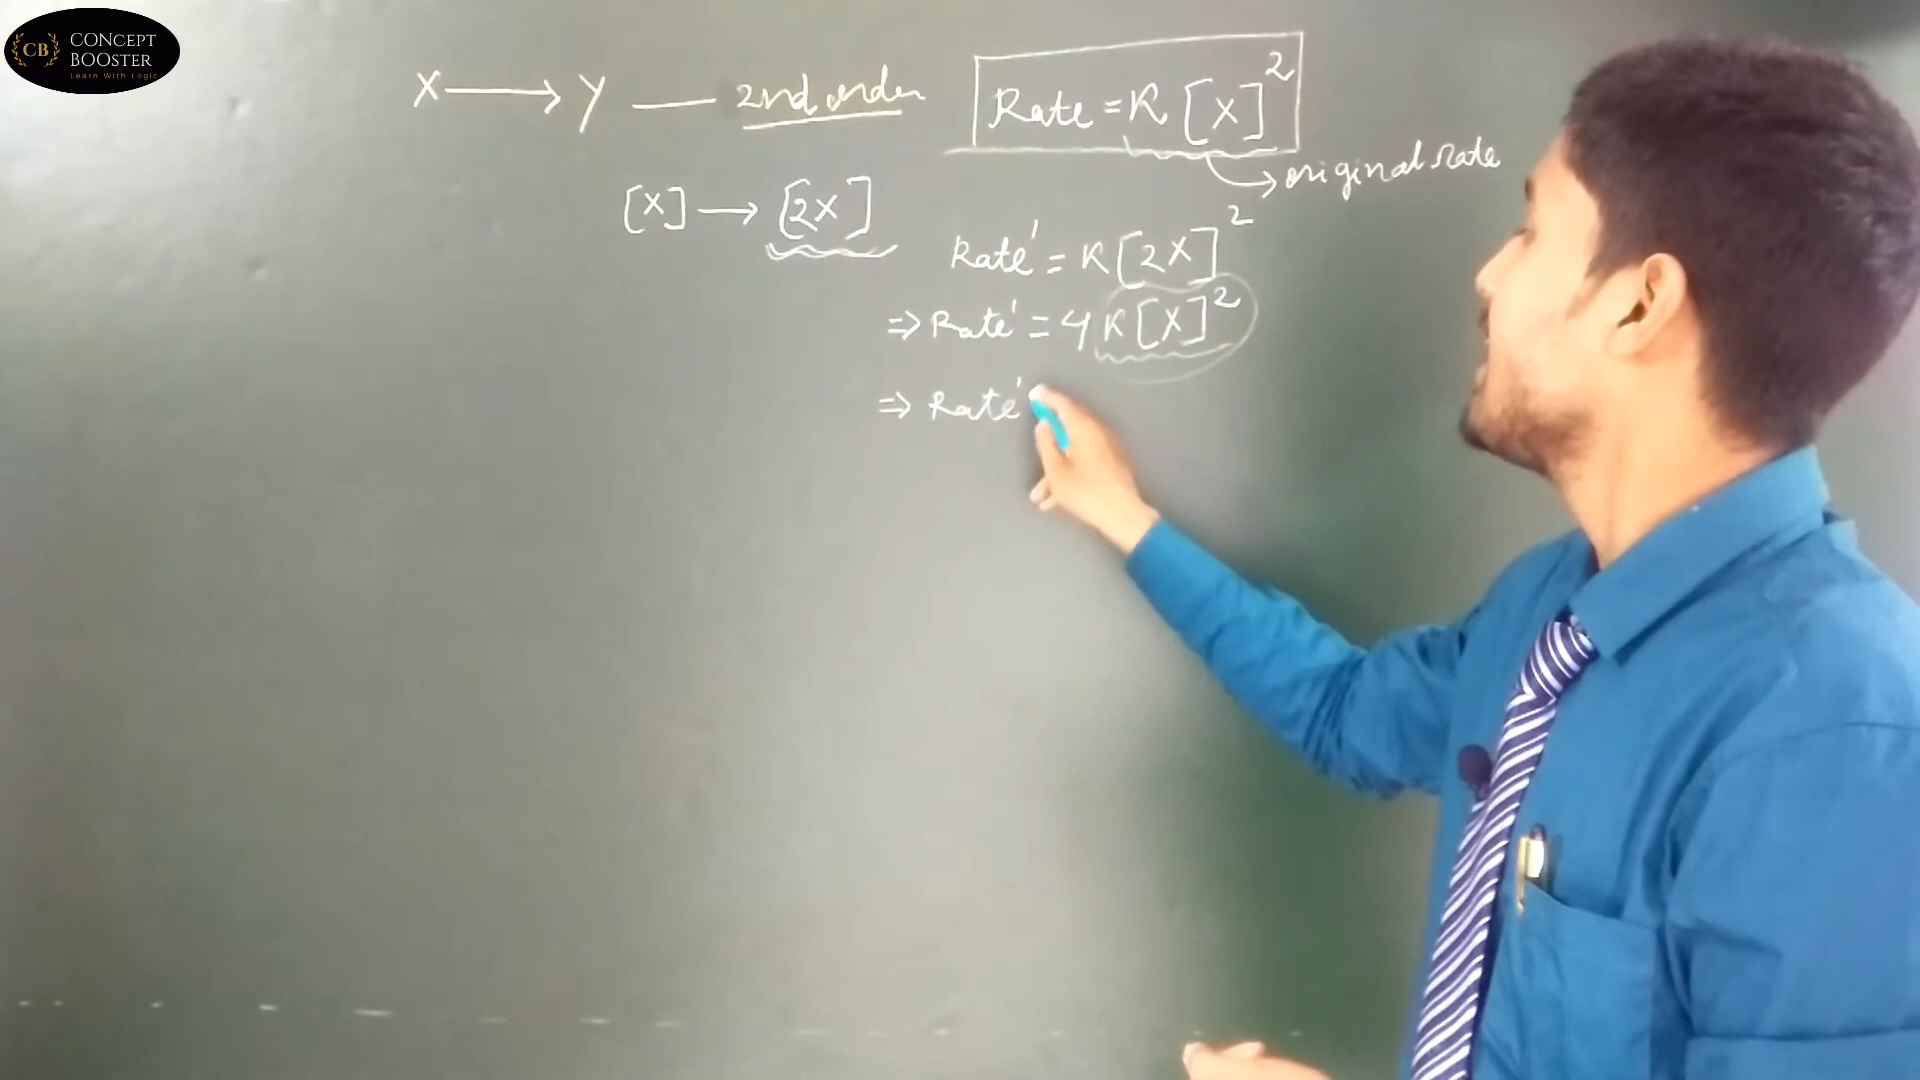 CB CONCEPT
BOOSTER
Learn With Logic
X ⟶ Y — 2nd order
Rate = K [X]²
→ original rate
[X] ⟶ [2X]
Rate' = K[2X]²
⇒ Rate' = 4 K[X]²
⇒ Rate'